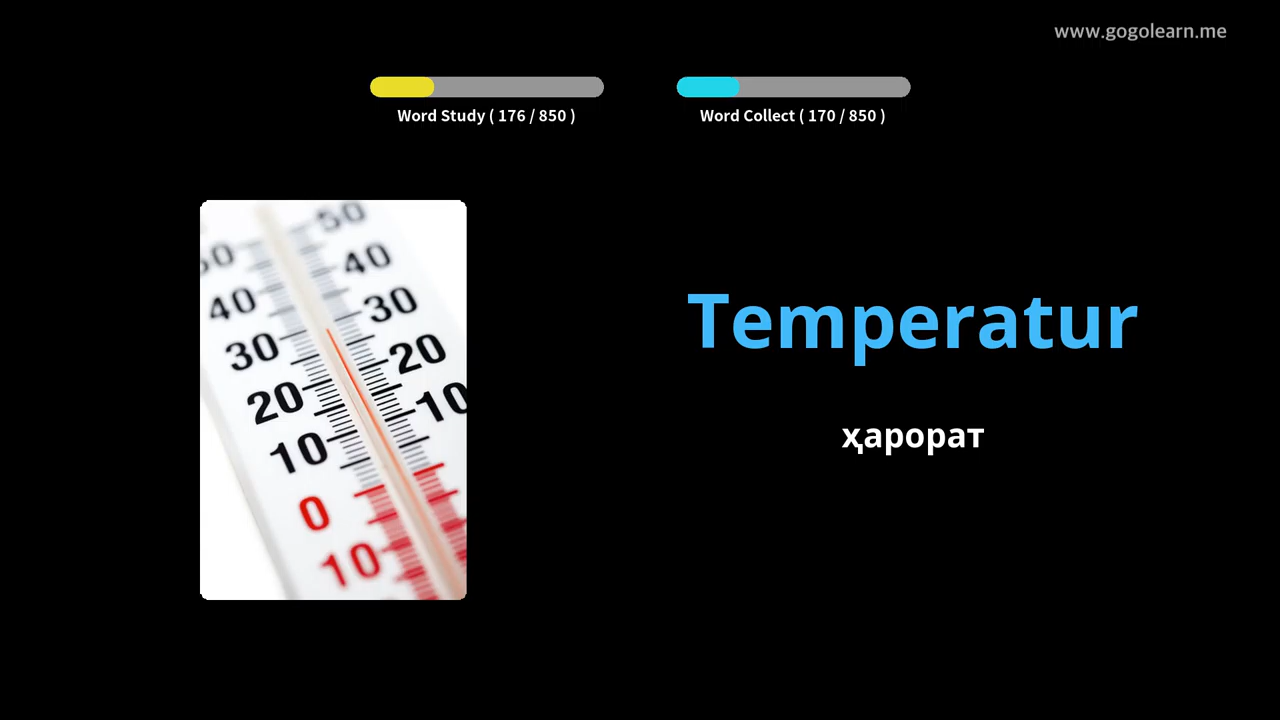 www.gogolearn.me
Word Study ( 176 / 850 )
Word Collect ( 170 / 850 )
50
50
40
40
30
30
20
20
10
10
0
10
Temperatur
ҳарорат